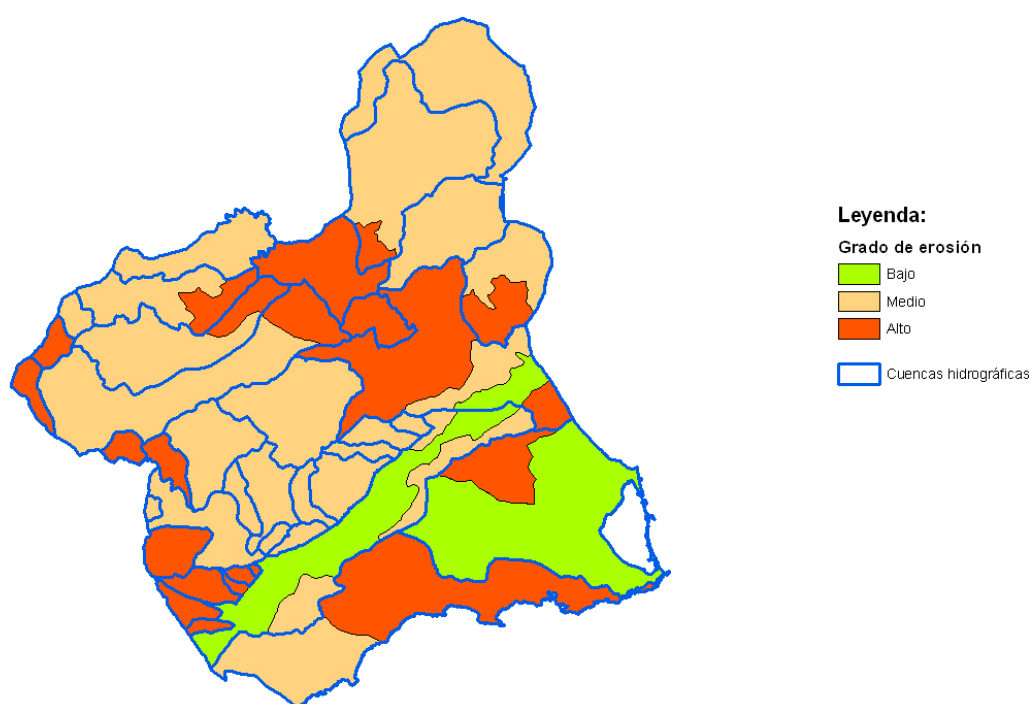 Leyenda:
Grado de erosión
Bajo
Medio
Alto
Cuencas hidrográficas